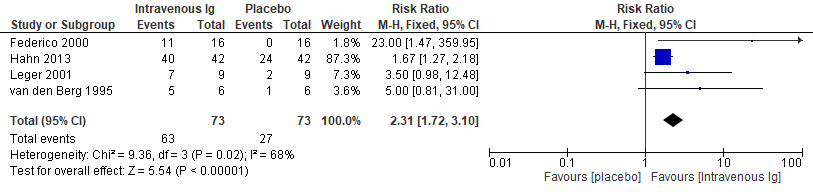 Intravenous Ig Placebo Risk Ratio Risk Ratio
Study or Subgroup Events Total Events Total Weight M-H, Fixed, 95% CI M-H, Fixed, 95% CI
Federico 2000 11 16 0 16 1.8% 23.00 [1.47, 359.95]
Hahn 2013 40 42 24 42 87.3% 1.67 [1.27, 2.18]
Leger 2001 7 9 2 9 7.3% 3.50 [0.98, 12.48]
van den Berg 1995 5 6 1 6 3.6% 5.00 [0.81, 31.00]
Total (95% CI) 73 73 100.0% 2.31 [1.72, 3.10]
Total events 63 27
Heterogeneity: Chi² = 9.36, df = 3 (P = 0.02); I² = 68%
Test for overall effect: Z = 5.54 (P < 0.00001)
0.01 0.1 1 10 100
Favours [placebo] Favours [Intravenous Ig]